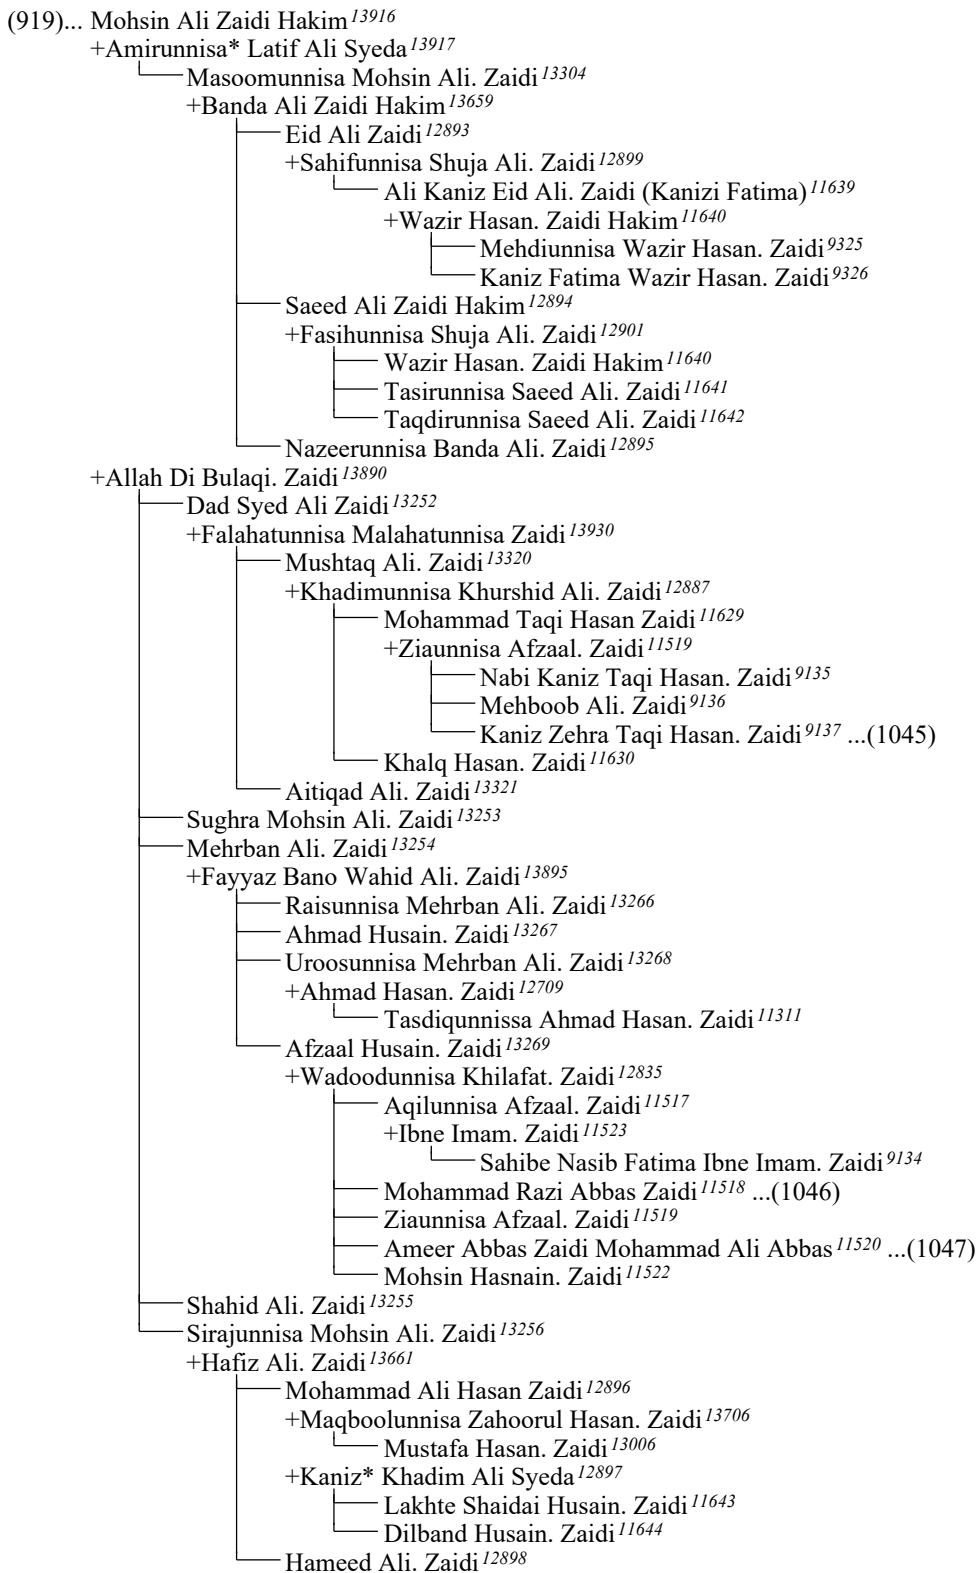 (919)... Mohsin Ali Zaidi Hakim 13916
+Amirunnisa* Latif Ali Syeda 13917
Masoomunnisa Mohsin Ali. Zaidi 13304
+Banda Ali Zaidi Hakim 13659
Eid Ali Zaidi 12893
+Sahifunnisa Shuja Ali. Zaidi 12899
Ali Kaniz Eid Ali. Zaidi (Kanizi Fatima) 11639
+Wazir Hasan. Zaidi Hakim 11640
Mehdiunnisa Wazir Hasan. Zaidi 9325
Kaniz Fatima Wazir Hasan. Zaidi 9326
Saeed Ali Zaidi Hakim 12894
+Fasihunnisa Shuja Ali. Zaidi 12901
Wazir Hasan. Zaidi Hakim 11640
Tasirunnisa Saeed Ali. Zaidi 11641
Taqdirunnisa Saeed Ali. Zaidi 11642
Nazeerunnisa Banda Ali. Zaidi 12895
+Allah Di Bulaqi. Zaidi 13890
Dad Syed Ali Zaidi 13252
+Falahatunnisa Malahatunnisa Zaidi 13930
Mushtaq Ali. Zaidi 13320
+Khadimunnisa Khurshid Ali. Zaidi 12887
Mohammad Taqi Hasan Zaidi 11629
+Ziaunnisa Afzaal. Zaidi 11519
Nabi Kaniz Taqi Hasan. Zaidi 9135
Mehboob Ali. Zaidi 9136
Kaniz Zehra Taqi Hasan. Zaidi 9137 ...(1045)
Khalq Hasan. Zaidi 11630
Aitiqad Ali. Zaidi 13321
Sughra Mohsin Ali. Zaidi 13253
Mehrban Ali. Zaidi 13254
+Fayyaz Bano Wahid Ali. Zaidi 13895
Raisunnisa Mehrban Ali. Zaidi 13266
Ahmad Husain. Zaidi 13267
Uroosunnisa Mehrban Ali. Zaidi 13268
+Ahmad Hasan. Zaidi 12709
Tasdiqunnissa Ahmad Hasan. Zaidi 11311
Afzaal Husain. Zaidi 13269
+Wadoodunnisa Khilafat. Zaidi 12835
Aqilunnisa Afzaal. Zaidi 11517
+Ibne Imam. Zaidi 11523
Sahibe Nasib Fatima Ibne Imam. Zaidi 9134
Mohammad Razi Abbas Zaidi 11518 ...(1046)
Ziaunnisa Afzaal. Zaidi 11519
Ameer Abbas Zaidi Mohammad Ali Abbas 11520 ...(1047)
Mohsin Hasnain. Zaidi 11522
Shahid Ali. Zaidi 13255
Sirajunnisa Mohsin Ali. Zaidi 13256
+Hafiz Ali. Zaidi 13661
Mohammad Ali Hasan Zaidi 12896
+Maqboolunnisa Zahoorul Hasan. Zaidi 13706
Mustafa Hasan. Zaidi 13006
+Kaniz* Khadim Ali Syeda 12897
Lakhte Shaidai Husain. Zaidi 11643
Dilband Husain. Zaidi 11644
Hameed Ali. Zaidi 12898